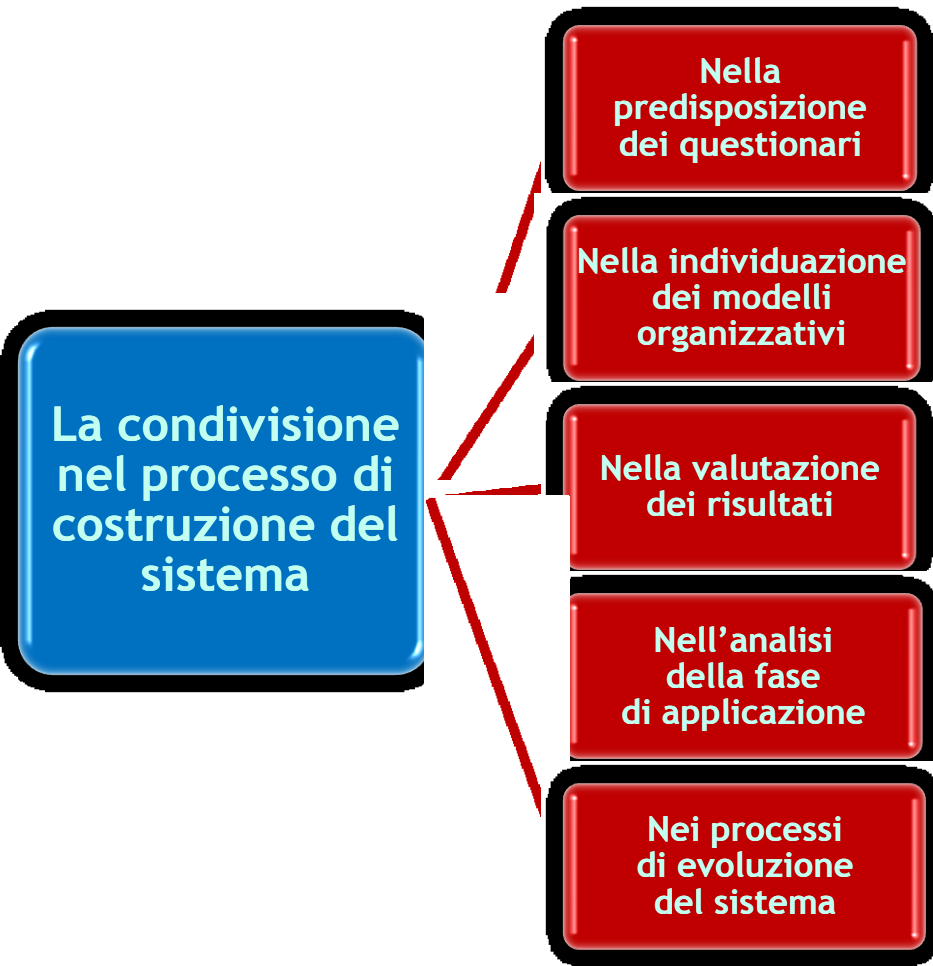 La condivisione
nel processo di
costruzione del
sistema
Nella
predisposizione
dei questionari
Nella individuazione
dei modelli
organizzativi
Nella valutazione
dei risultati
Nell’analisi
della fase
di applicazione
Nei processi
di evoluzione
del sistema